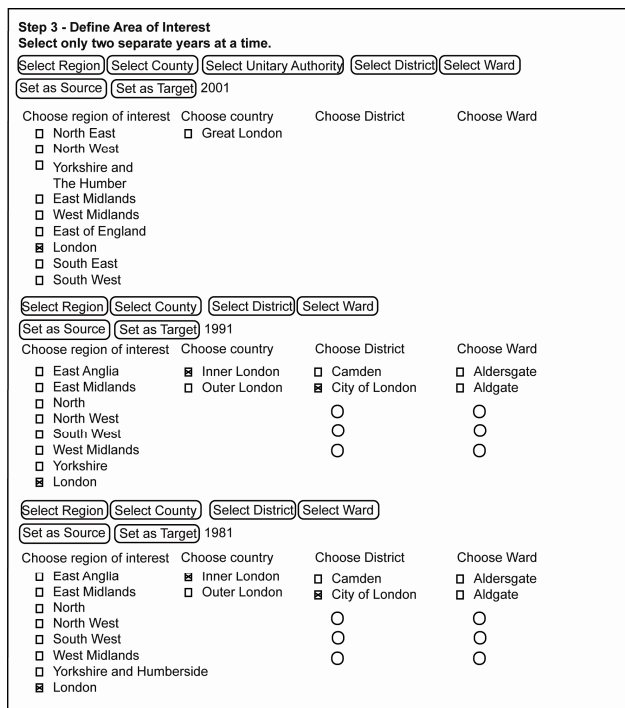 Step 3 - Define Area of Interest
Select only two separate years at a time.
Select Region Select County Select Unitary Authority Select District Select Ward
Set as Source Set as Target 2001
Choose region of interest Choose country Choose District Choose Ward
North East Great London
North West
Yorkshire and
The Humber
East Midlands
West Midlands
East of England
London
South East
South West
Select Region Select County Select District Select Ward
Set as Source Set as Target 1991
Choose region of interest Choose country Choose District Choose Ward
East Anglia Inner London Camden Aldersgate
East Midlands Outer London City of London Aldgate
North
North West
South West
West Midlands
Yorkshire
London
Select Region Select County Select District Select Ward
Set as Source Set as Target 1981
Choose region of interest Choose country Choose District Choose Ward
East Anglia Inner London Camden Aldersgate
East Midlands Outer London City of London Aldgate
North
North West
South West
West Midlands
Yorkshire and Humberside
London